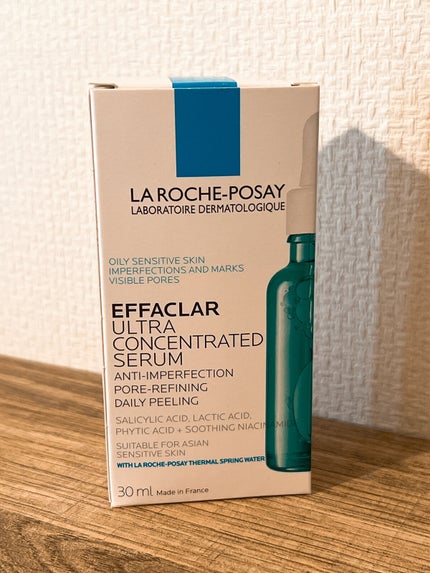 LA ROCHE-POSAY
LABORATOIRE DERMATOLOGIQUE
OILY SENSITIVE SKIN
IMPERFECTIONS AND MARKS
VISIBLE PORES
EFFACLAR
ULTRA
CONCENTRATED
SERUM
ANTI-IMPERFECTION
PORE-REFINING
DAILY PEELING
SALICYLIC ACID, LACTIC ACID,
PHYTIC ACID + SOOTHING NIACINAMI
SUITABLE FOR ASIAN
SENSITIVE SKIN
WITH LA ROCHE-POSAY THERMAL SPRING WATER
30 ml Made in France